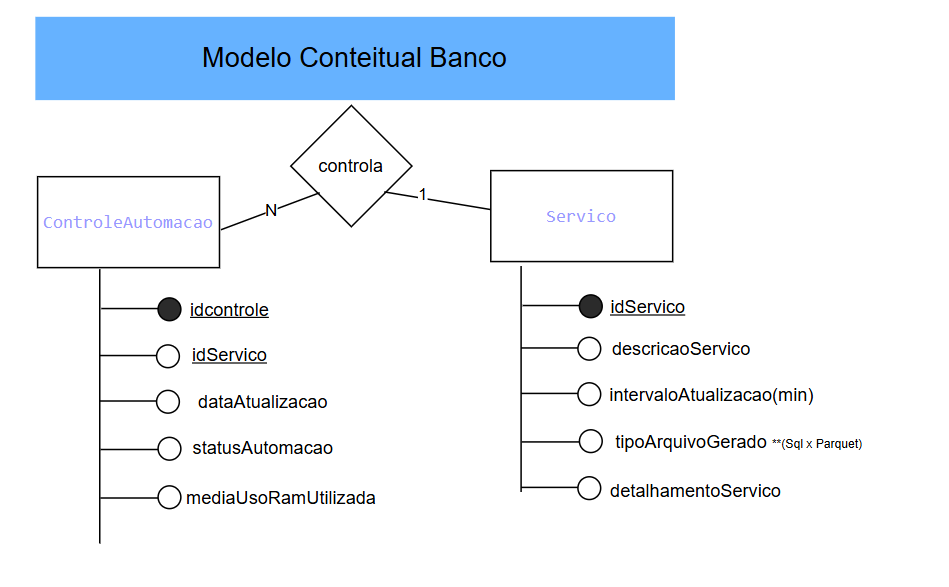 Modelo Conteitual Banco
controla
N
1
ControleAutomacao
Servico
idcontrole
idServico
dataAtualizacao
statusAutomacao
mediaUsoRamUtilizada
idServico
descricaoServico
intervaloAtualizacao(min)
tipoArquivoGerado **(Sql x Parquet)
detalhamentoServico